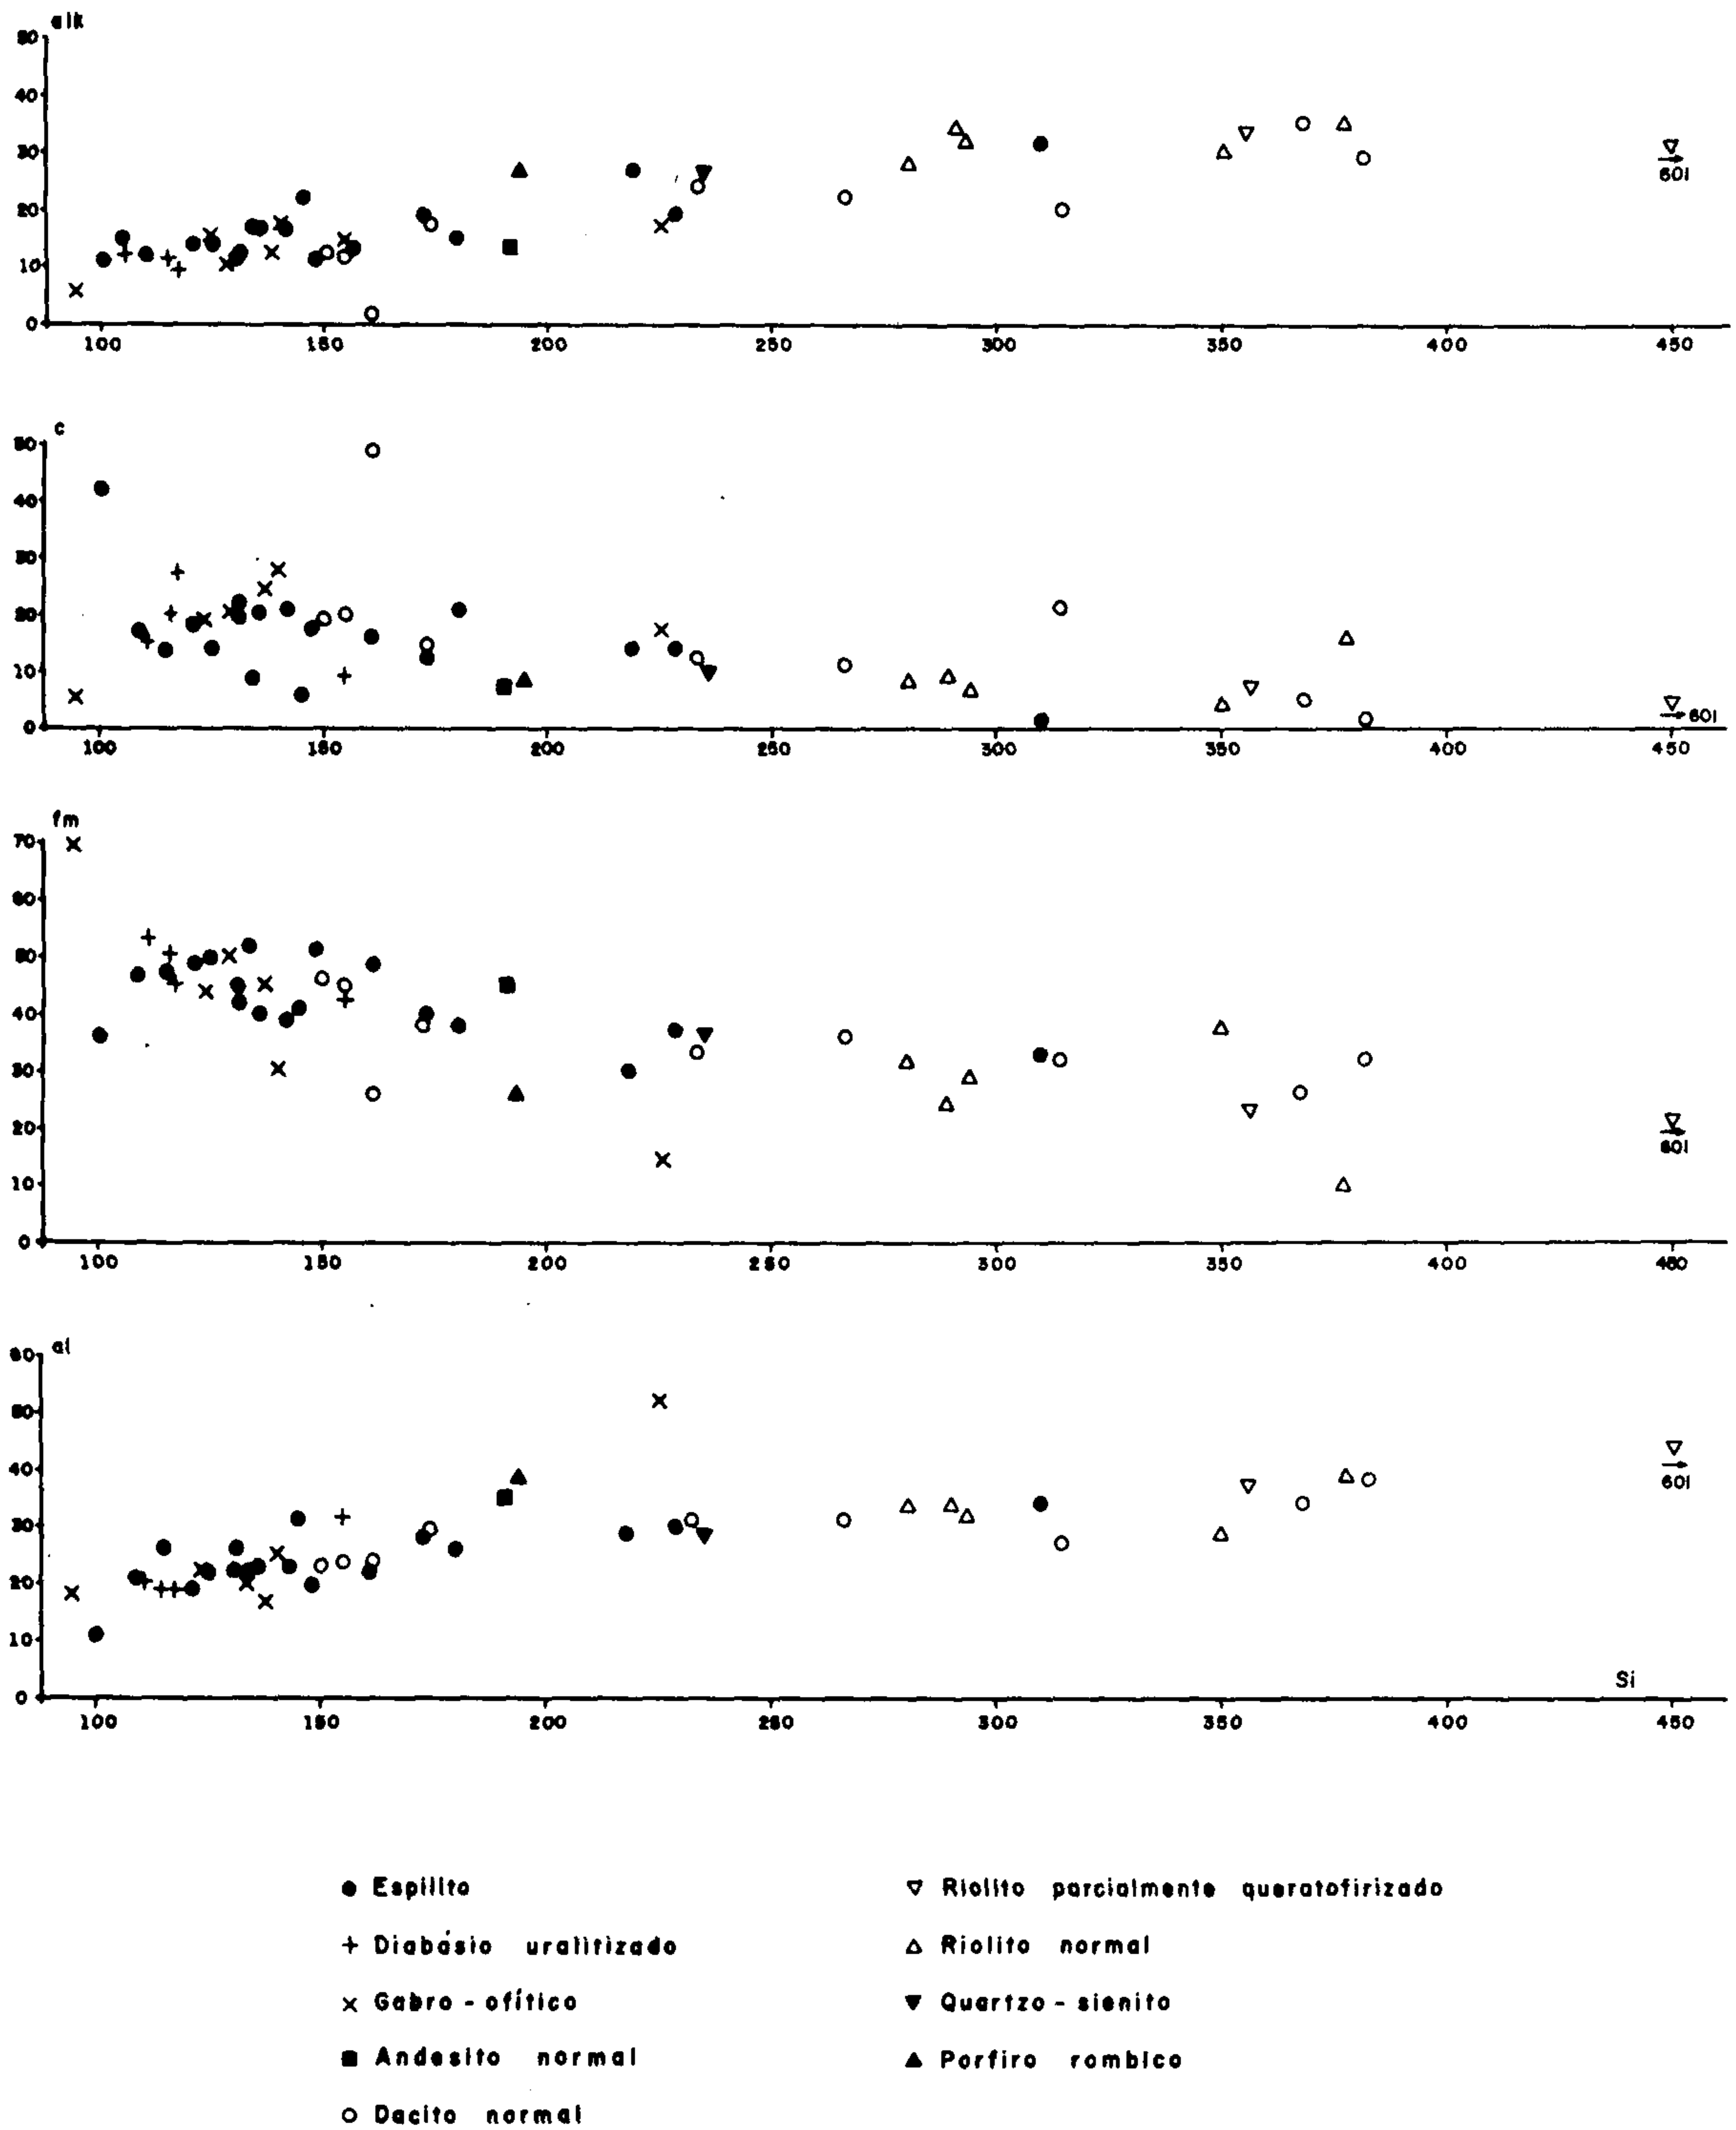 alk
50
40
30
20
10
0
100 150 200 250 300 350 400 450
601
c
50
40
30
20
10
0
100 150 200 250 300 350 400 450
601
fm
70
60
50
40
30
20
10
0
100 150 200 250 300 350 400 450
601
al
60
50
40
30
20
10
0
Si
100 150 200 250 300 350 400 450
601
Espilito
Diabásio uralitizado
Gabro - ofítico
Andesito normal
Dacito normal
Riolito parcialmente queratofirizado
Riolito normal
Quartzo - sienito
Porfiro rombico